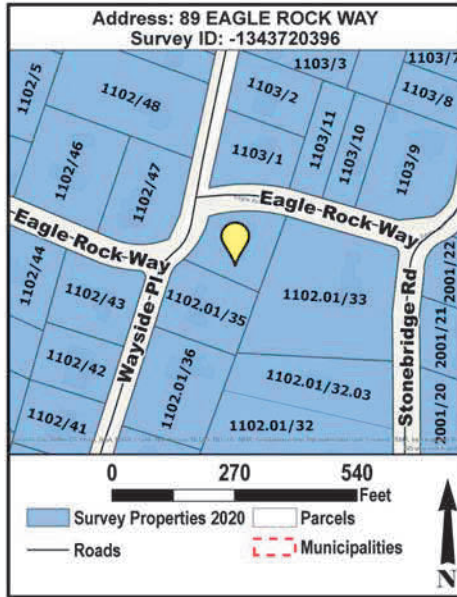 Address: 89 EAGLE ROCK WAY
Survey ID: -1343720396
1102/5
1102/48
1103/3
1103/7
1103/2
1103/8
1102/46
1102/47
1103/1
1103/11
1103/10
1103/9
Eagle-Rock-Way
Eagle-Rock-Way
1102/44
1102/43
1102.01/35
1102.01/33
2001/22
Wayside-Pl
Stonebridge-Rd
2001/21
1102/42
1102.01/36
1102.01/32.03
2001/20
1102/41
1102.01/32
0 270 540
Feet
Survey Properties 2020
Parcels
Roads
Municipalities
N